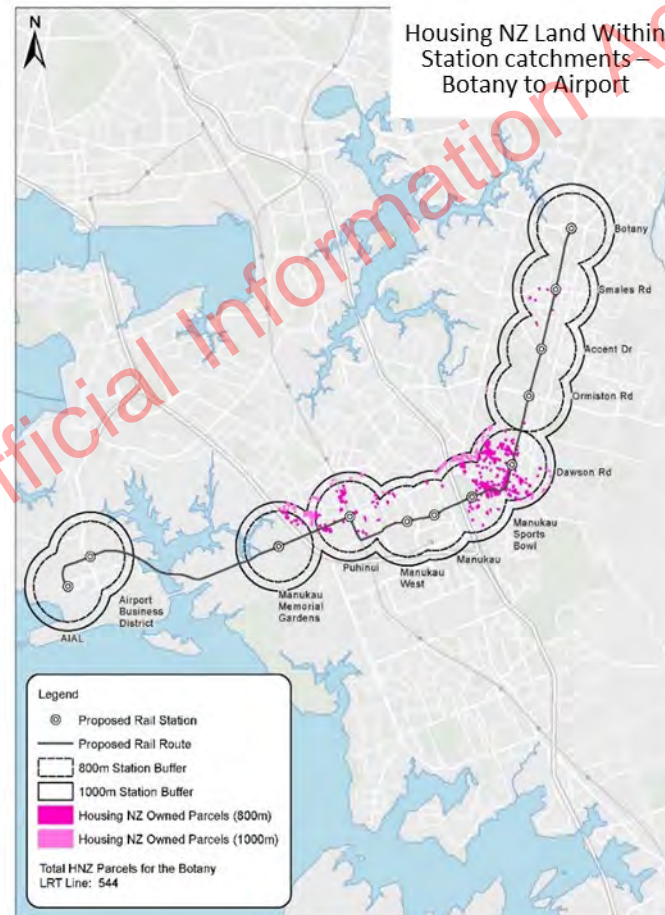 N
Housing NZ Land Within
Station catchments –
Botany to Airport
Official Information A
Botany
Smales Rd
Accent Dr
Ormiston Rd
Dawson Rd
Manukau
Sports
Bowl
Manukau
Manukau
West
Puhinui
Manukau
Memorial
Gardens
Airport
Business
District
AIAL
Legend
Proposed Rail Station
Proposed Rail Route
800m Station Buffer
1000m Station Buffer
Housing NZ Owned Parcels (800m)
Housing NZ Owned Parcels (1000m)
Total HNZ Parcels for the Botany
LRT Line: 544